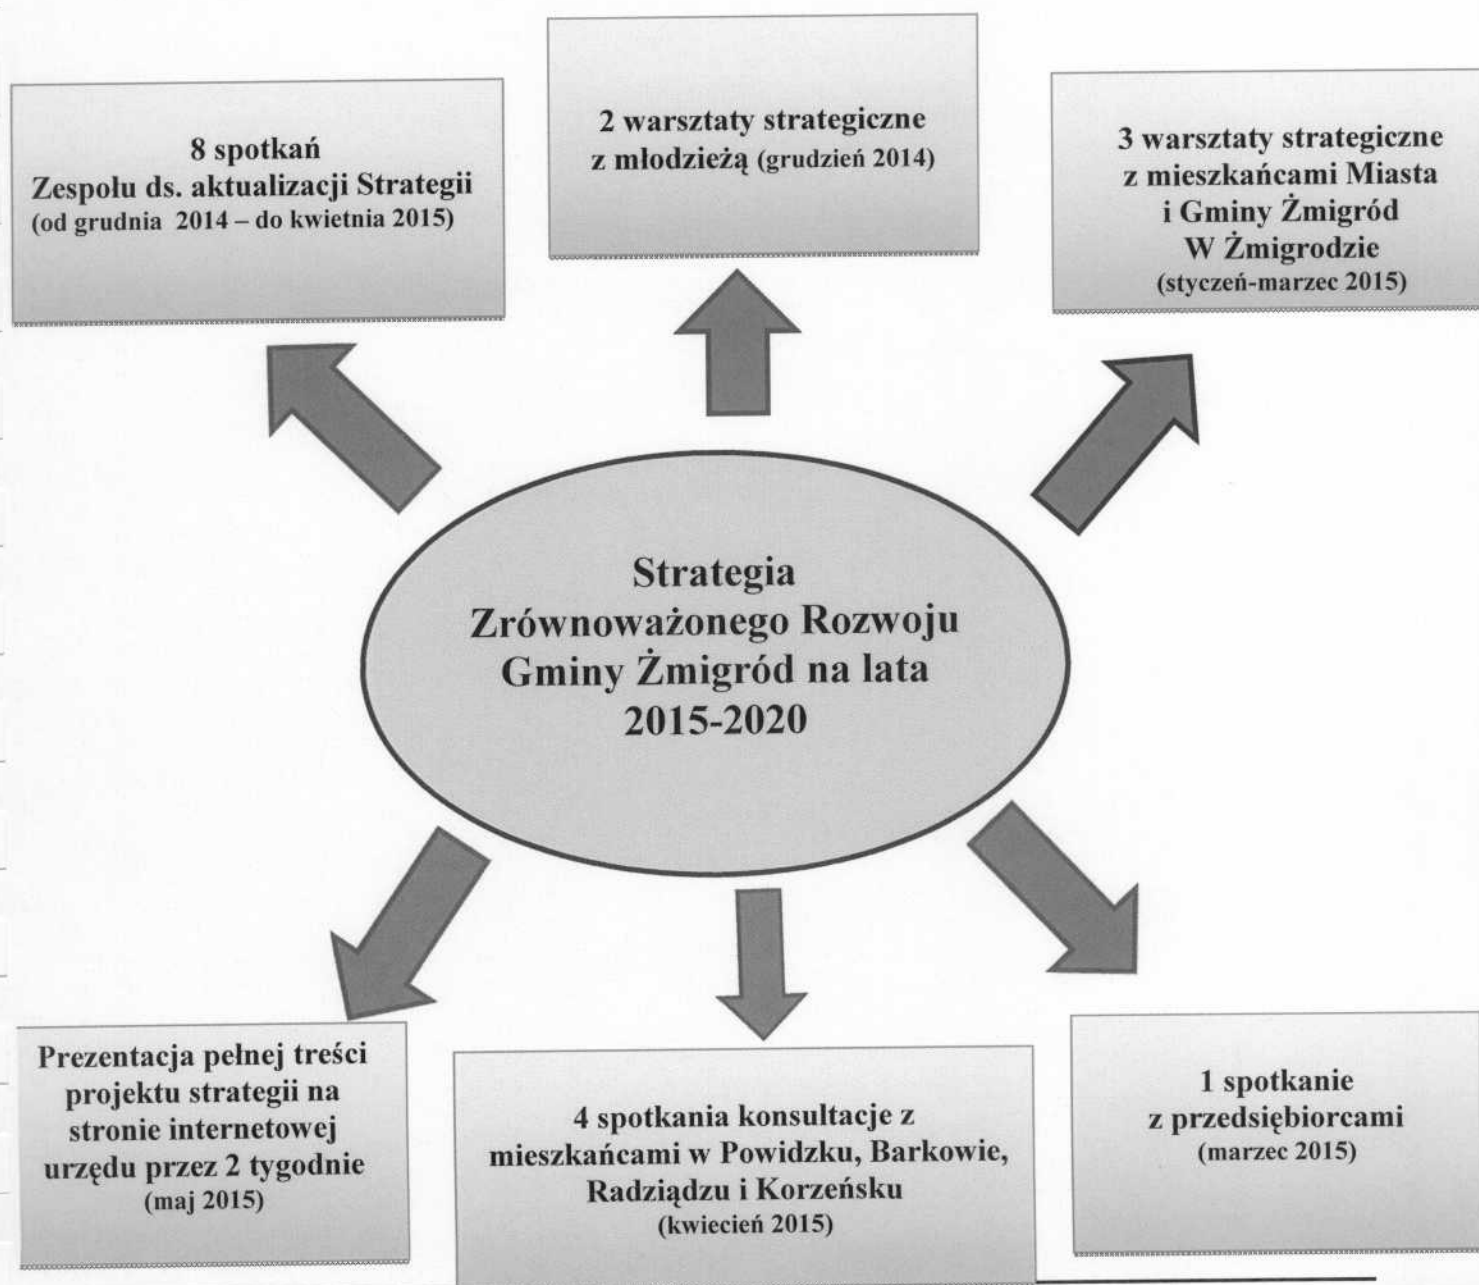 8 spotkań
Zespołu ds. aktualizacji Strategii
(od grudnia 2014 – do kwietnia 2015)
2 warsztaty strategiczne
z młodzieżą (grudzień 2014)
3 warsztaty strategiczne
z mieszkańcami Miasta
i Gminy Żmigród
W Żmigrodzie
(styczeń-marzec 2015)
Strategia
Zrównoważonego Rozwoju
Gminy Żmigród na lata
2015-2020
Prezentacja pełnej treści
projektu strategii na
stronie internetowej
urzędu przez 2 tygodnie
(maj 2015)
4 spotkania konsultacje z
mieszkańcami w Powidzku, Barkowie,
Radziądzu i Korzeńsku
(kwiecień 2015)
1 spotkanie
z przedsiębiorcami
(marzec 2015)